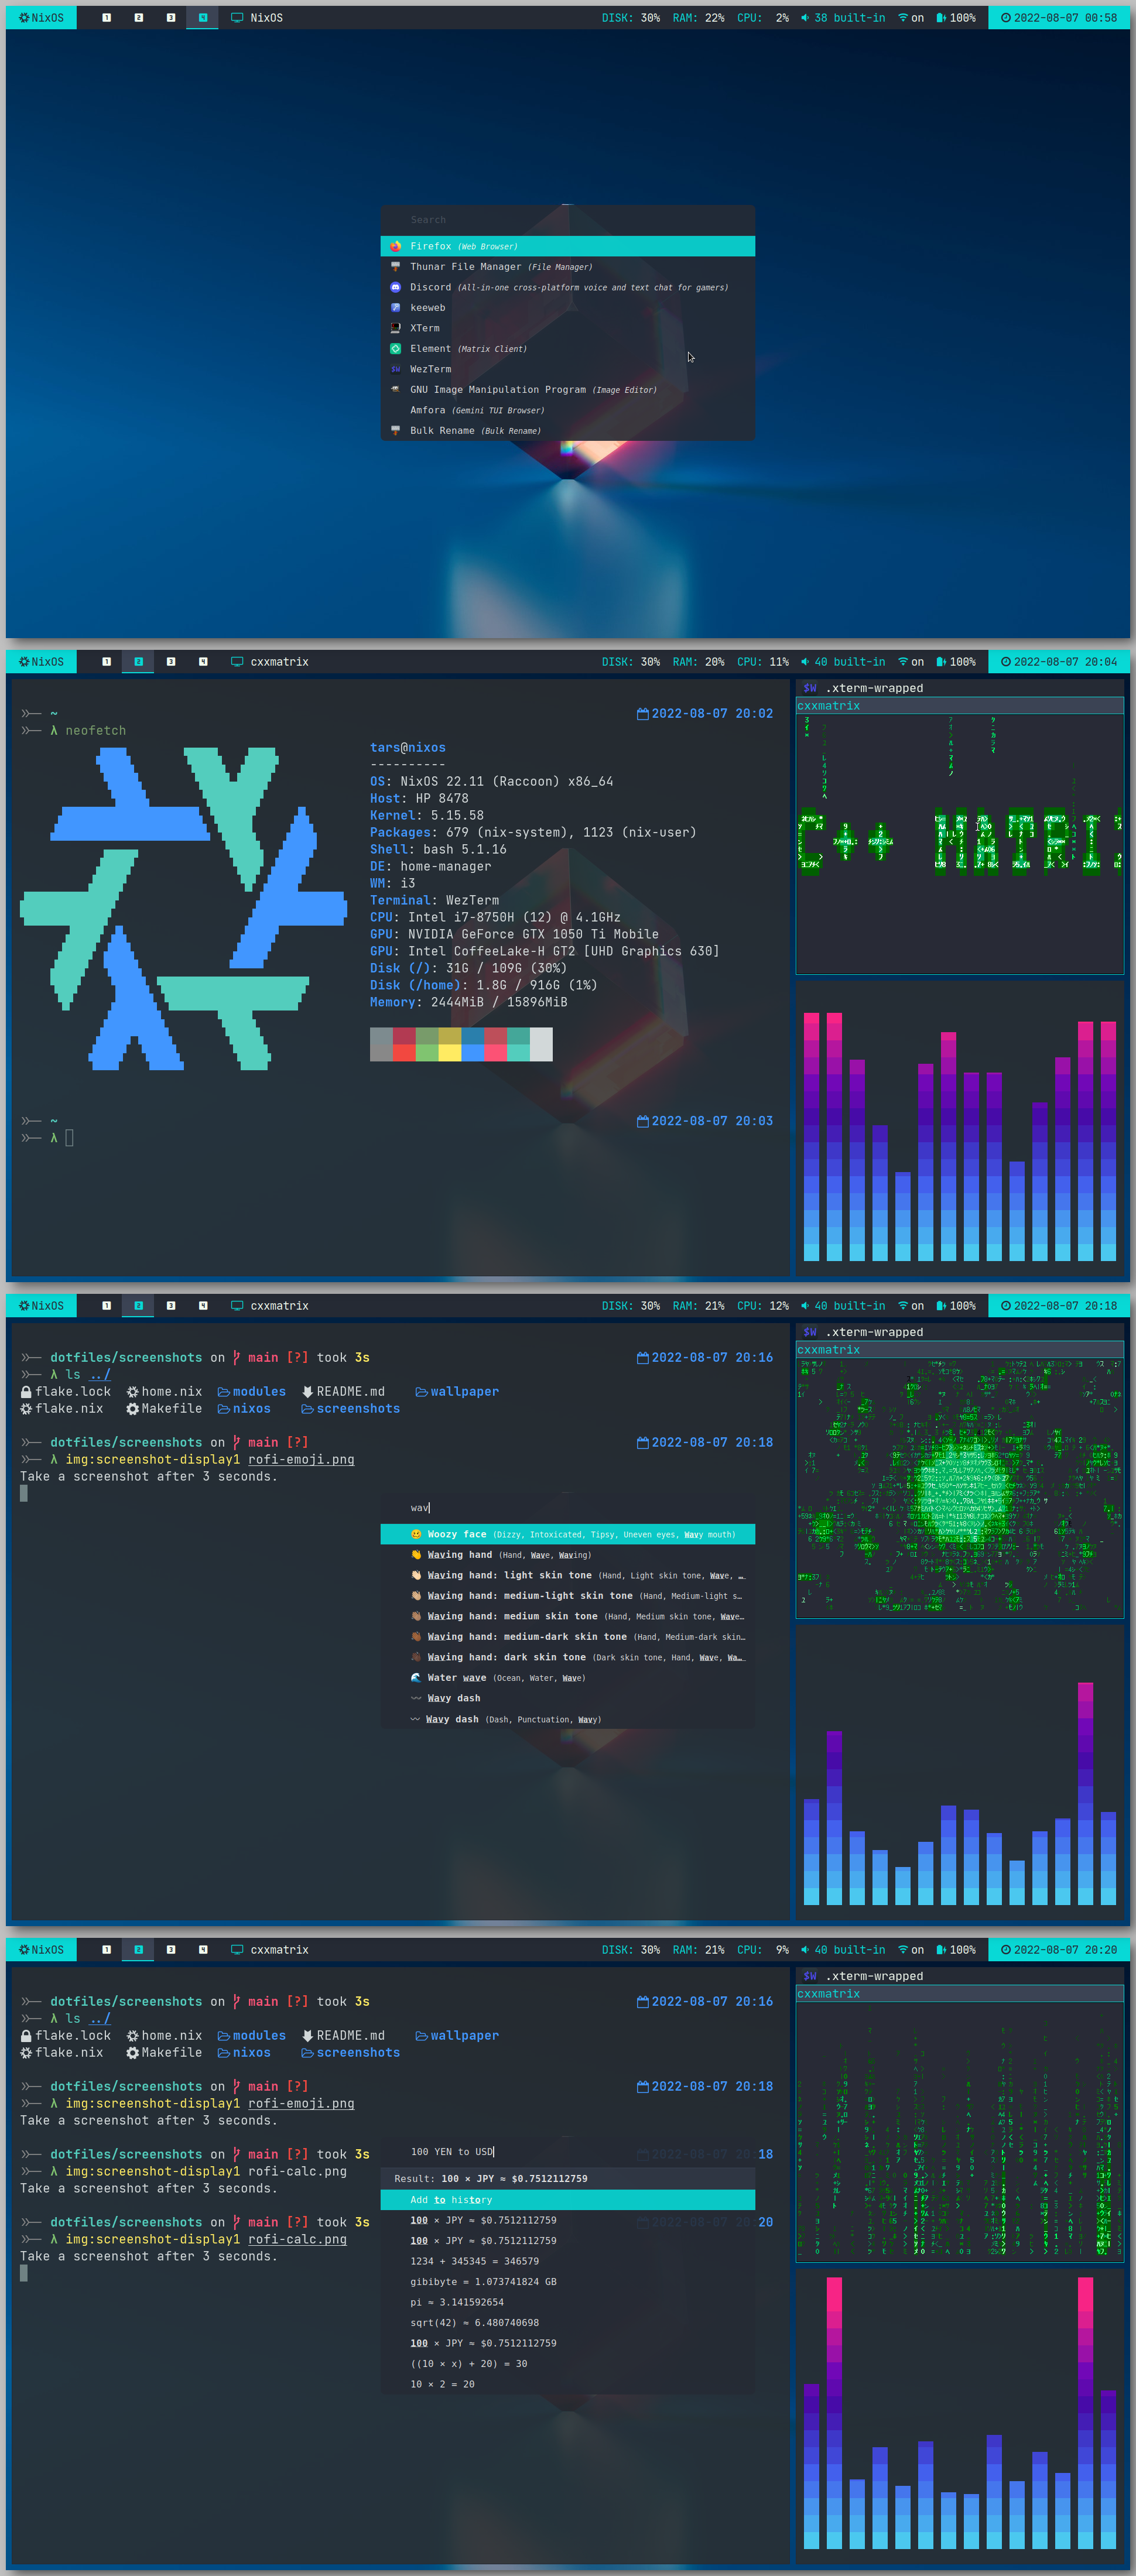 NixOS 1 2 3 4 NixOS DISK: 30% RAM: 22% CPU: 2% 38 built-in on 100% 2022-08-07 00:58
Search
Firefox (Web Browser)
Thunar File Manager (File Manager)
Discord (All-in-one cross-platform voice and text chat for gamers)
keeweb
XTerm
Element (Matrix Client)
$W WezTerm
GNU Image Manipulation Program (Image Editor)
Amfora (Gemini TUI Browser)
Bulk Rename (Bulk Rename)
NixOS 1 2 3 4 cxxmatrix DISK: 30% RAM: 20% CPU: 11% 40 built-in on 100% 2022-08-07 20:04
~ 2022-08-07 20:02
λ neofetch
tars@nixos
----------
OS: NixOS 22.11 (Raccoon) x86_64
Host: HP 8478
Kernel: 5.15.58
Packages: 679 (nix-system), 1123 (nix-user)
Shell: bash 5.1.16
DE: home-manager
WM: i3
Terminal: WezTerm
CPU: Intel i7-8750H (12) @ 4.1GHz
GPU: NVIDIA GeForce GTX 1050 Ti Mobile
GPU: Intel CoffeeLake-H GT2 [UHD Graphics 630]
Disk (/): 31G / 109G (30%)
Disk (/home): 1.8G / 916G (1%)
Memory: 2444MiB / 15896MiB
~ 2022-08-07 20:03
λ
$W .xterm-wrapped
cxxmatrix
NixOS 1 2 3 4 cxxmatrix DISK: 30% RAM: 21% CPU: 12% 40 built-in on 100% 2022-08-07 20:18
dotfiles/screenshots on main [?] took 3s 2022-08-07 20:16
λ ls ../
flake.lock home.nix modules README.md wallpaper
flake.nix Makefile nixos screenshots
dotfiles/screenshots on main [?] 2022-08-07 20:18
λ img:screenshot-display1 rofi-emoji.png
Take a screenshot after 3 seconds.
wav
Woozy face (Dizzy, Intoxicated, Tipsy, Uneven eyes, Wavy mouth)
Waving hand (Hand, Wave, Waving)
Waving hand: light skin tone (Hand, Light skin tone, Wave, …
Waving hand: medium-light skin tone (Hand, Medium-light s…
Waving hand: medium skin tone (Hand, Medium skin tone, Wave…
Waving hand: medium-dark skin tone (Hand, Medium-dark skin…
Waving hand: dark skin tone (Dark skin tone, Hand, Wave, Wa…
Water wave (Ocean, Water, Wave)
Wavy dash
Wavy dash (Dash, Punctuation, Wavy)
$W .xterm-wrapped
cxxmatrix
NixOS 1 2 3 4 cxxmatrix DISK: 30% RAM: 21% CPU: 9% 40 built-in on 100% 2022-08-07 20:20
dotfiles/screenshots on main [?] took 3s 2022-08-07 20:16
λ ls ../
flake.lock home.nix modules README.md wallpaper
flake.nix Makefile nixos screenshots
dotfiles/screenshots on main [?] 2022-08-07 20:18
λ img:screenshot-display1 rofi-emoji.png
Take a screenshot after 3 seconds.
dotfiles/screenshots on main [?] took 3s 2022-08-07 20:18
λ img:screenshot-display1 rofi-calc.png
Take a screenshot after 3 seconds.
dotfiles/screenshots on main [?] took 3s 2022-08-07 20:20
λ img:screenshot-display1 rofi-calc.png
Take a screenshot after 3 seconds.
100 YEN to USD
Result: 100 × JPY ≈ $0.7512112759
Add to history
100 × JPY ≈ $0.7512112759
100 × JPY ≈ $0.7512112759
1234 + 345345 = 346579
gibibyte = 1.073741824 GB
pi ≈ 3.141592654
sqrt(42) ≈ 6.480740698
100 × JPY ≈ $0.7512112759
((10 × x) + 20) = 30
10 × 2 = 20
$W .xterm-wrapped
cxxmatrix